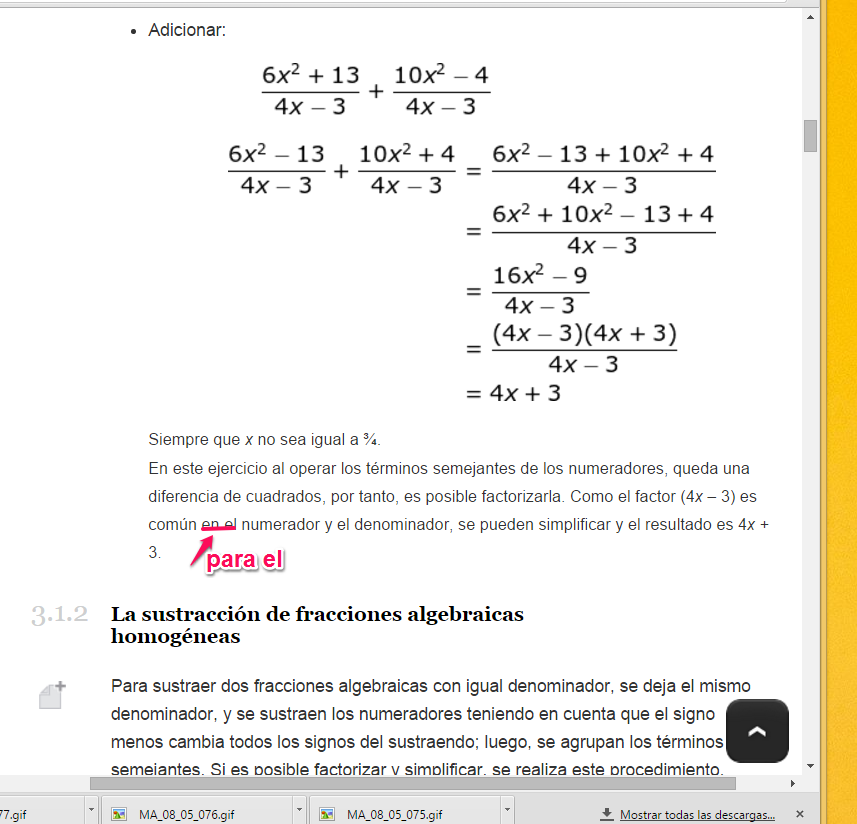 • Adicionar:
6x² + 13 / 4x – 3 + 10x² – 4 / 4x – 3
6x² – 13 / 4x – 3 + 10x² + 4 / 4x – 3 = 6x² – 13 + 10x² + 4 / 4x – 3
= 6x² + 10x² – 13 + 4 / 4x – 3
= 16x² – 9 / 4x – 3
= (4x – 3)(4x + 3) / 4x – 3
= 4x + 3
Siempre que x no sea igual a ¾.
En este ejercicio al operar los términos semejantes de los numeradores, queda una
diferencia de cuadrados, por tanto, es posible factorizarla. Como el factor (4x – 3) es
común en el numerador y el denominador, se pueden simplificar y el resultado es 4x +
3.
para el
3.1.2 La sustracción de fracciones algebraicas
homogéneas
Para sustraer dos fracciones algebraicas con igual denominador, se deja el mismo
denominador, y se sustraen los numeradores teniendo en cuenta que el signo
menos cambia todos los signos del sustraendo; luego, se agrupan los términos
semejantes. Si es posible factorizar y simplificar, se realiza este procedimiento.
77.gif
MA_08_05_076.gif
MA_08_05_075.gif
Mostrar todas las descargas...